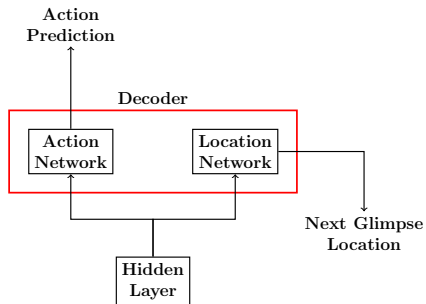 Action
Prediction
Decoder
Action
Network
Location
Network
Next Glimpse
Location
Hidden
Layer